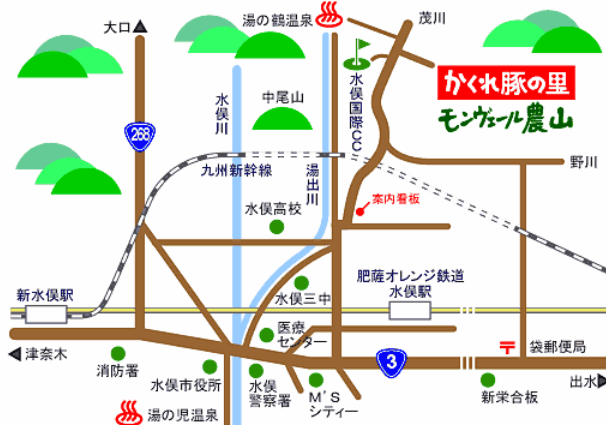 大口
湯の鶴温泉
茂川
かくれ豚の里
モンヴェール農山
268
水俣川
中尾山
水俣国際CC
九州新幹線
湯出川
野川
案内看板
水俣高校
新水俣駅
水俣三中
肥薩オレンジ鉄道
水俣駅
医療
センター
津奈木
消防署
水俣市役所
水俣
警察署
M'S
シティー
3
袋郵便局
新栄合板
出水
湯の児温泉